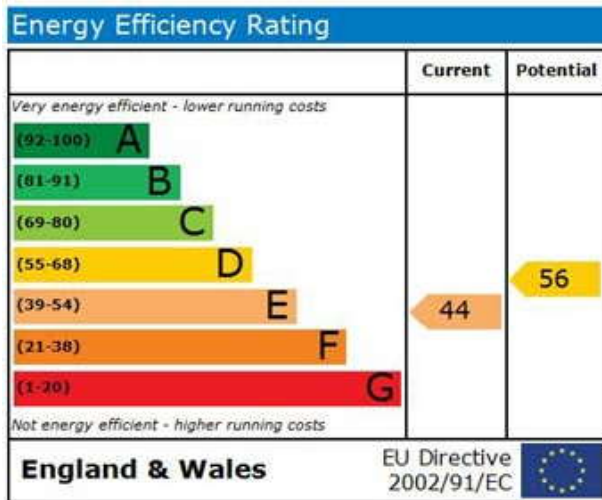 Energy Efficiency Rating
Current Potential
Very energy efficient - lower running costs
(92-100) A
(81-91) B
(69-80) C
(55-68) D
56
(39-54) E
44
(21-38) F
(1-20) G
Not energy efficient - higher running costs
England & Wales
EU Directive
2002/91/EC